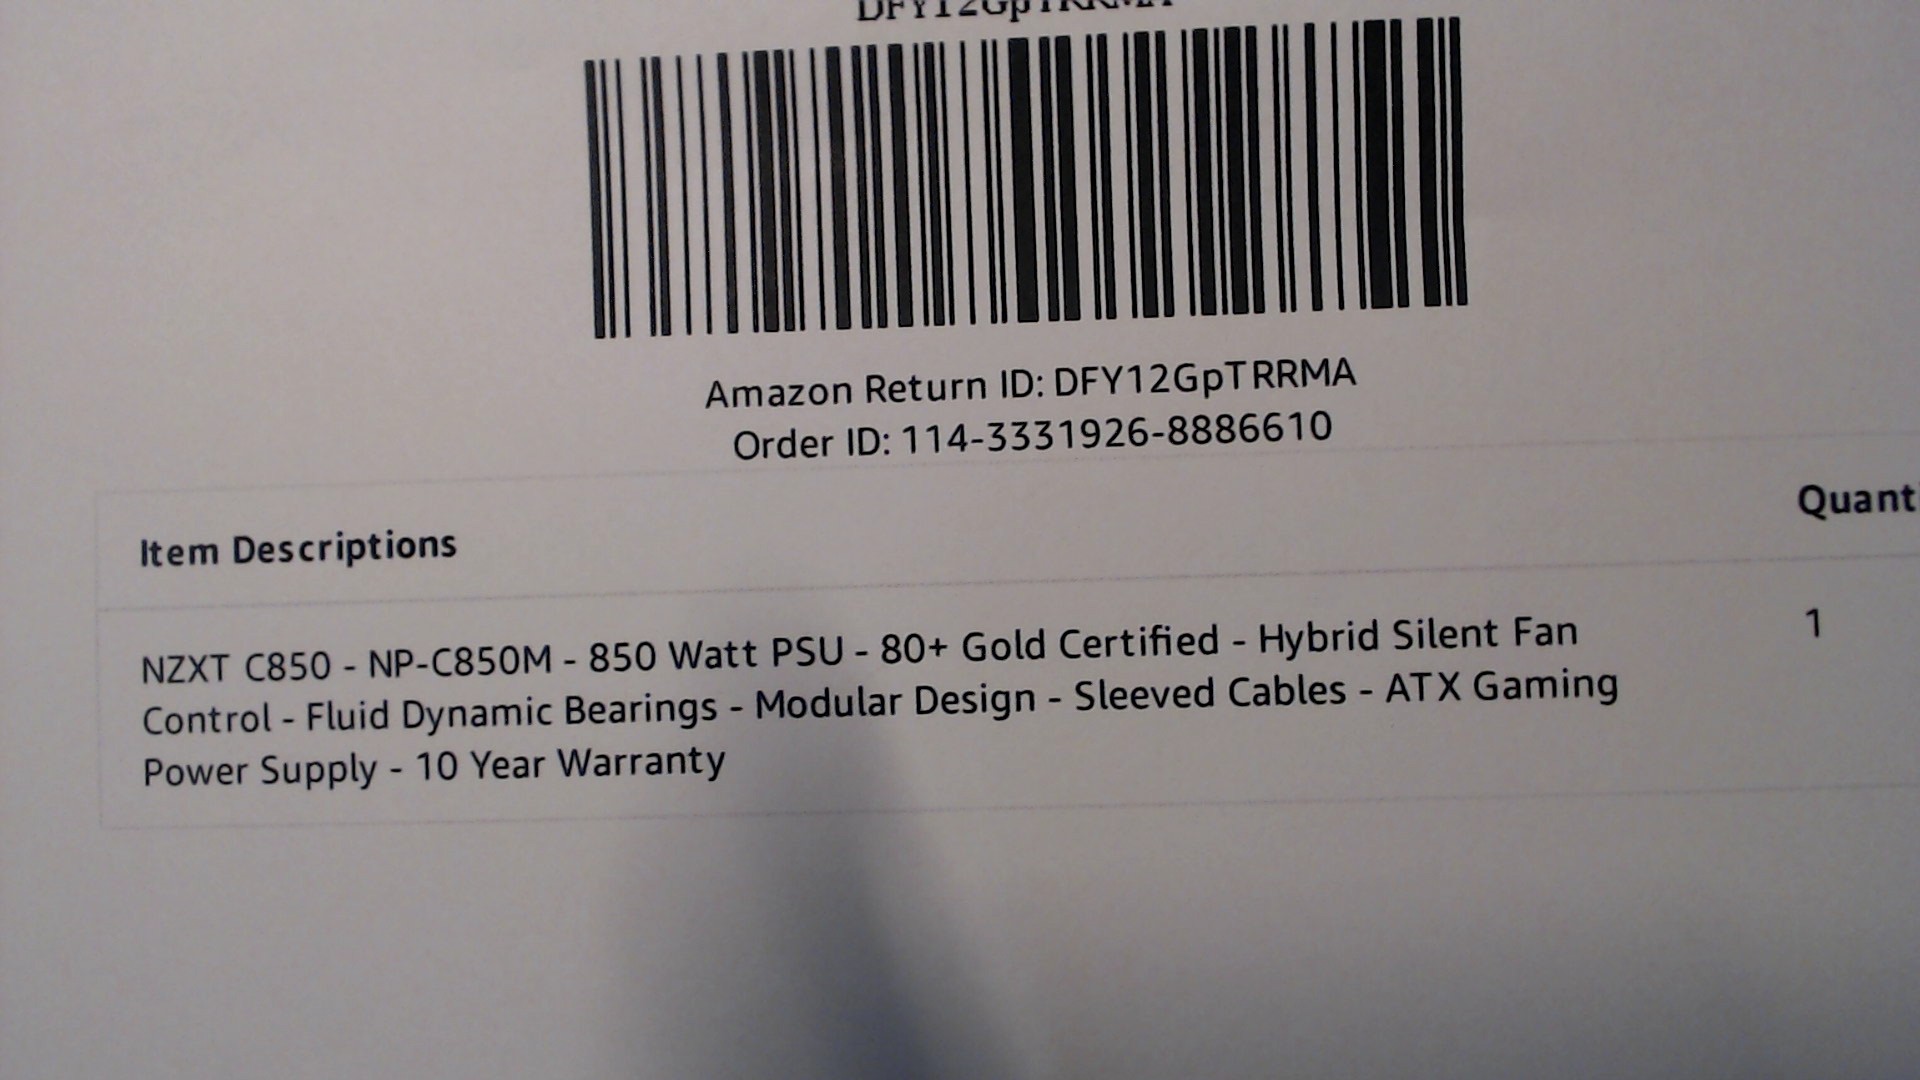 DFY12GpTRRMA
Amazon Return ID: DFY12GpTRRMA
Order ID: 114-3331926-8886610
Item Descriptions
Quanti
NZXT C850 - NP-C850M - 850 Watt PSU - 80+ Gold Certified - Hybrid Silent Fan
1
Control - Fluid Dynamic Bearings - Modular Design - Sleeved Cables - ATX Gaming
Power Supply - 10 Year Warranty